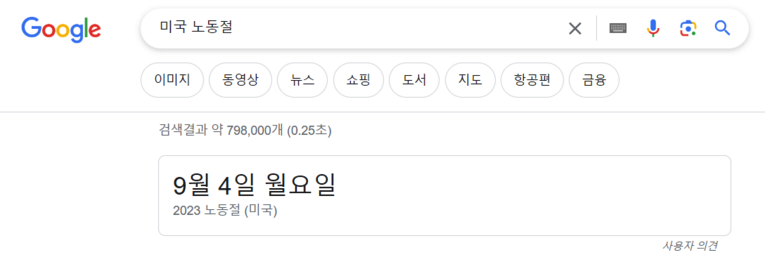 Google 미국 노동절
이미지 동영상 뉴스 쇼핑 도서 지도 항공편 금융
검색결과 약 798,000개 (0.25초)
9월 4일 월요일
2023 노동절 (미국)
사용자 의견